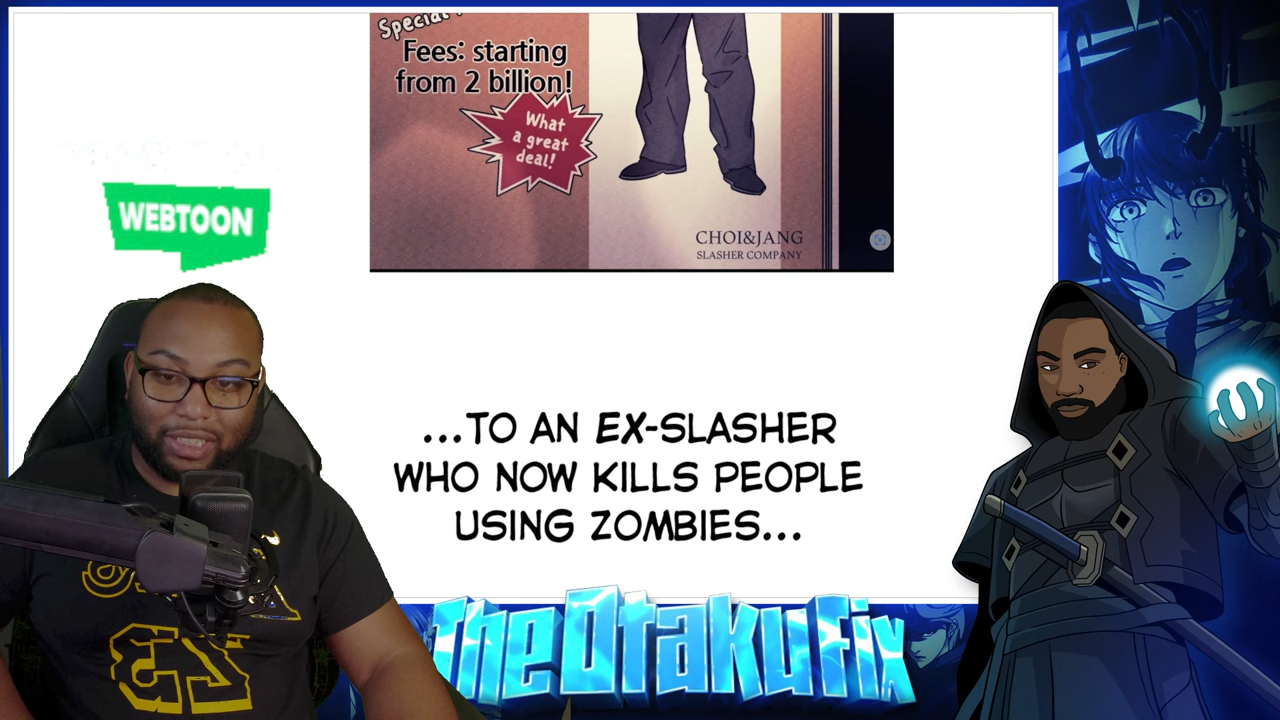 Special
Fees: starting
from 2 billion!
What
a great
deal!
CHOI&JANG
SLASHER COMPANY
WEBTOON
...TO AN EX-SLASHER
WHO NOW KILLS PEOPLE
USING ZOMBIES...
TheOtakuFix